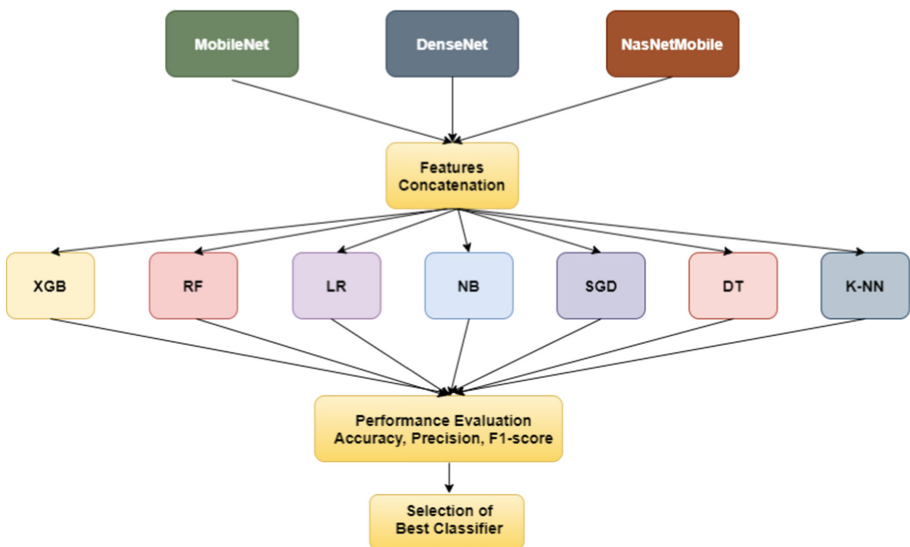 MobileNet
DenseNet
NasNetMobile
Features
Concatenation
XGB
RF
LR
NB
SGD
DT
K-NN
Performance Evaluation
Accuracy, Precision, F1-score
Selection of
Best Classifier